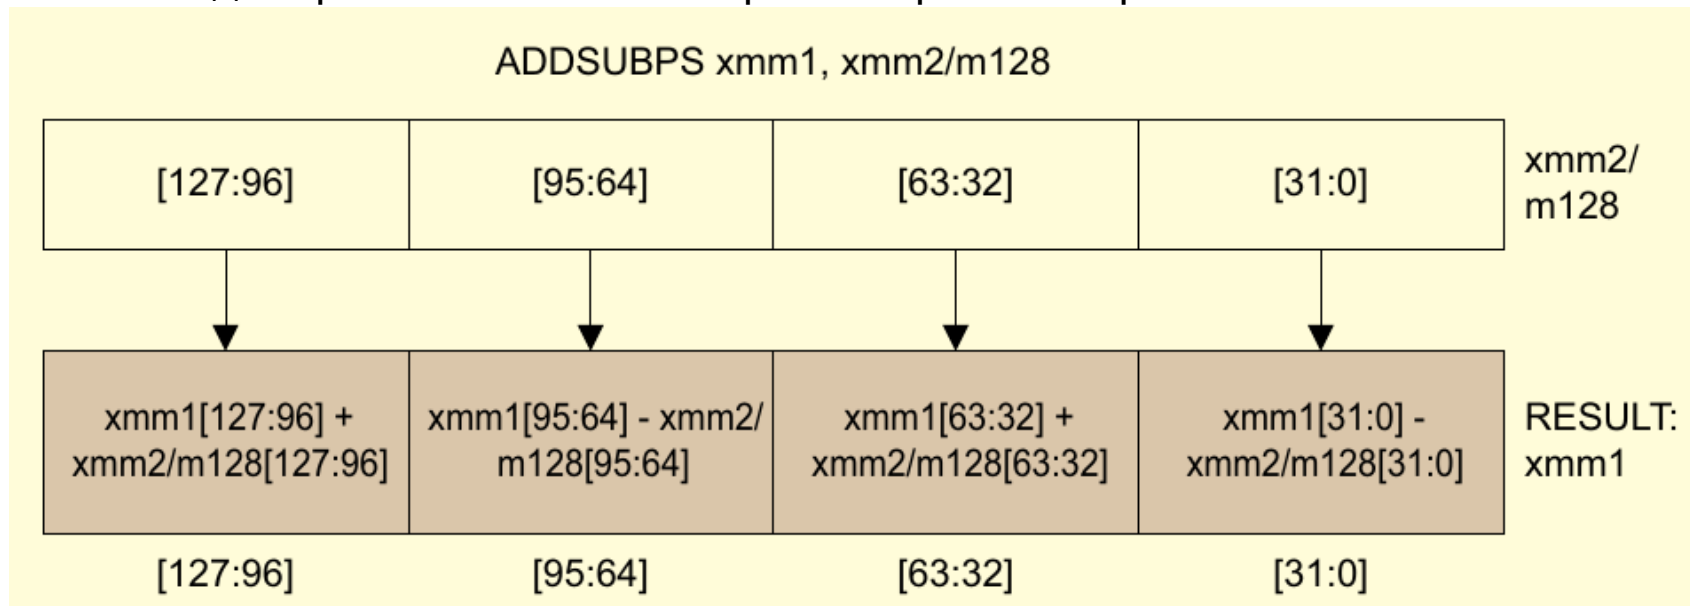 ADDSUBPS xmm1, xmm2/m128
[127:96] [95:64] [63:32] [31:0]
xmm2/
m128
xmm1[127:96] +
xmm2/m128[127:96]
xmm1[95:64] - xmm2/
m128[95:64]
xmm1[63:32] +
xmm2/m128[63:32]
xmm1[31:0] -
xmm2/m128[31:0]
RESULT:
xmm1
[127:96] [95:64] [63:32] [31:0]